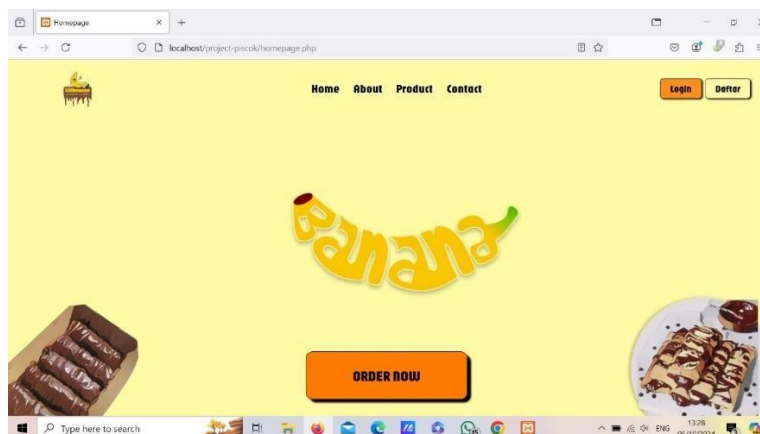 Homepage
localhost/project-piscok/homepage.php
Home About Product Contact
Login Daftar
Banana
ORDER NOW
Type here to search
ENG
13:28